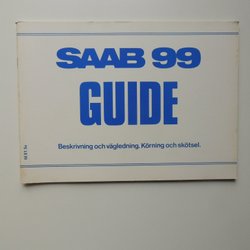 SAAB 99
GUIDE
Beskrivning och vägledning. Körning och skötsel.